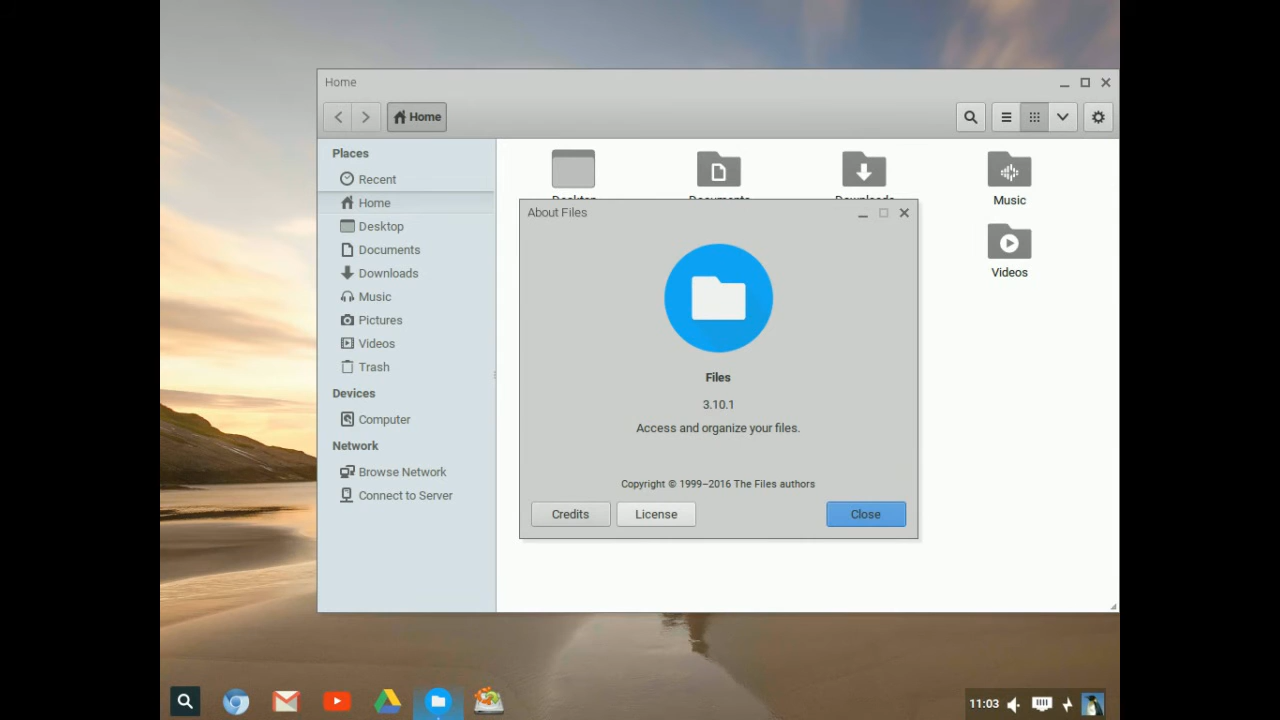 Home
Home
Places
Recent
Home
Desktop
Documents
Downloads
Music
Pictures
Videos
Trash
Devices
Computer
Network
Browse Network
Connect to Server
Desktop
Documents
Downloads
Music
Videos
About Files
Files
3.10.1
Access and organize your files.
Copyright © 1999–2016 The Files authors
Credits
License
Close
11:03